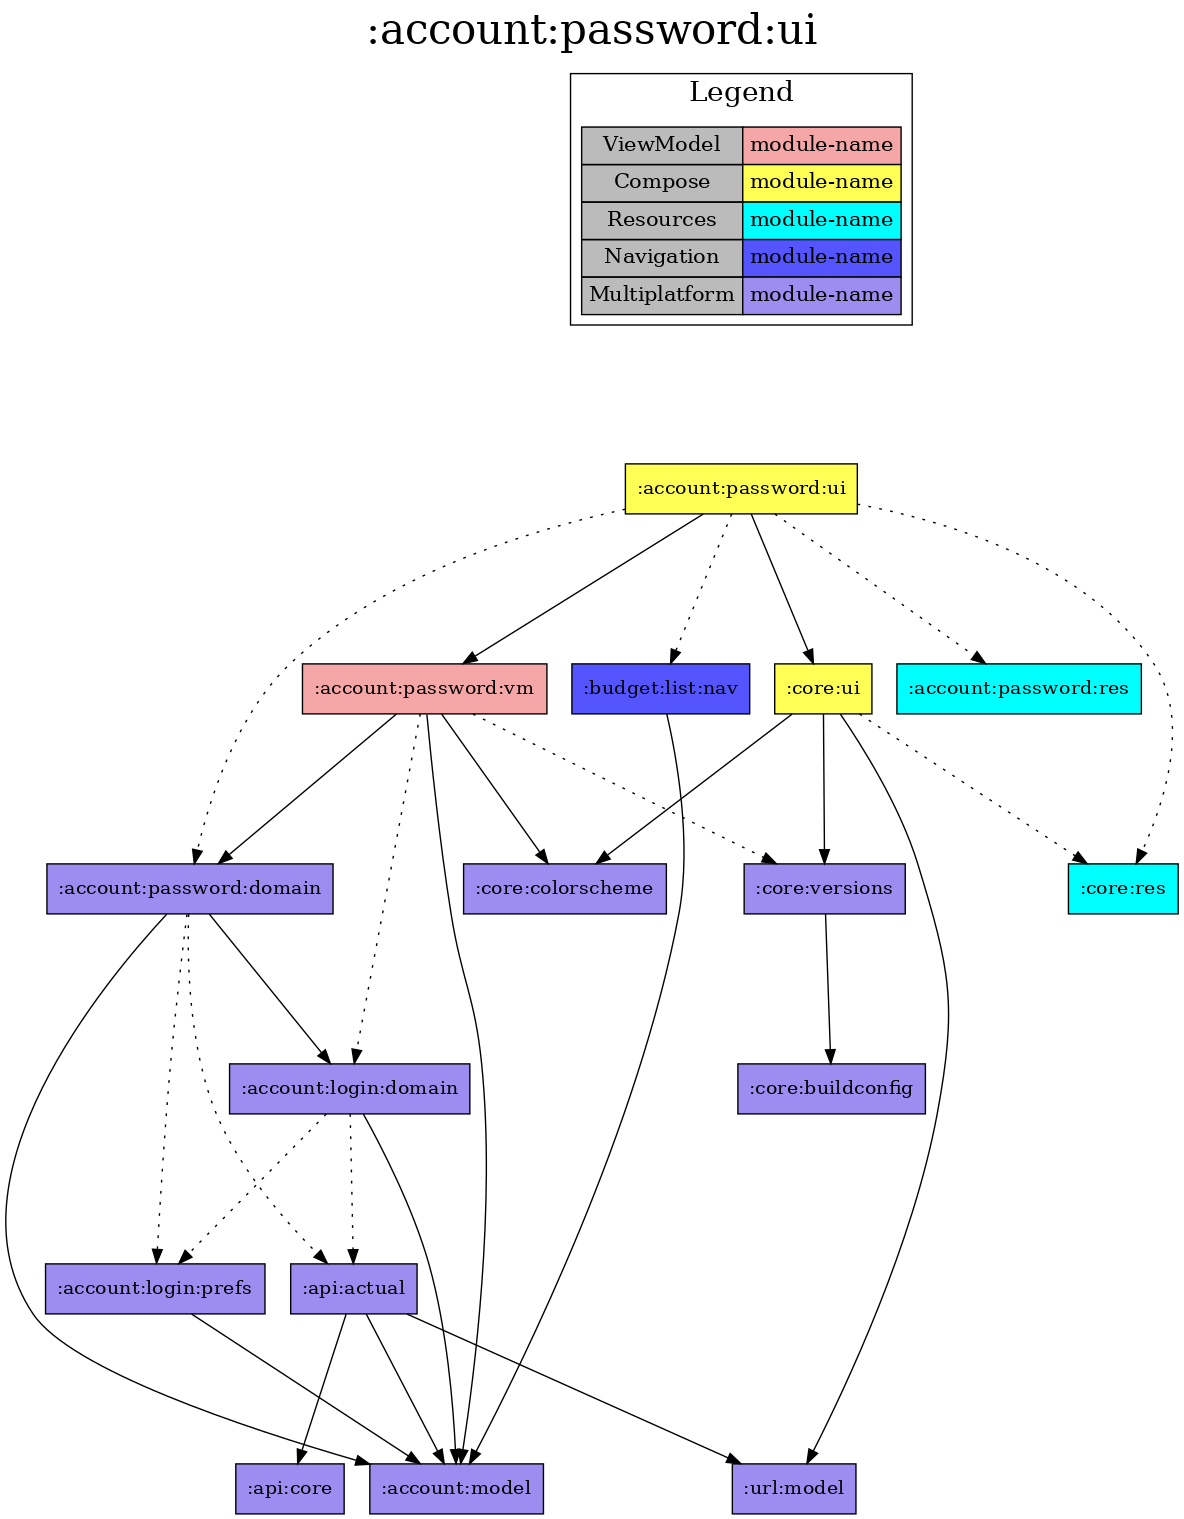 :account:password:ui
Legend
ViewModel module-name
Compose module-name
Resources module-name
Navigation module-name
Multiplatform module-name
:account:password:ui
:account:password:vm
:budget:list:nav
:core:ui
:account:password:res
:account:password:domain
:core:colorscheme
:core:versions
:core:res
:account:login:domain
:core:buildconfig
:account:login:prefs
:api:actual
:api:core
:account:model
:url:model